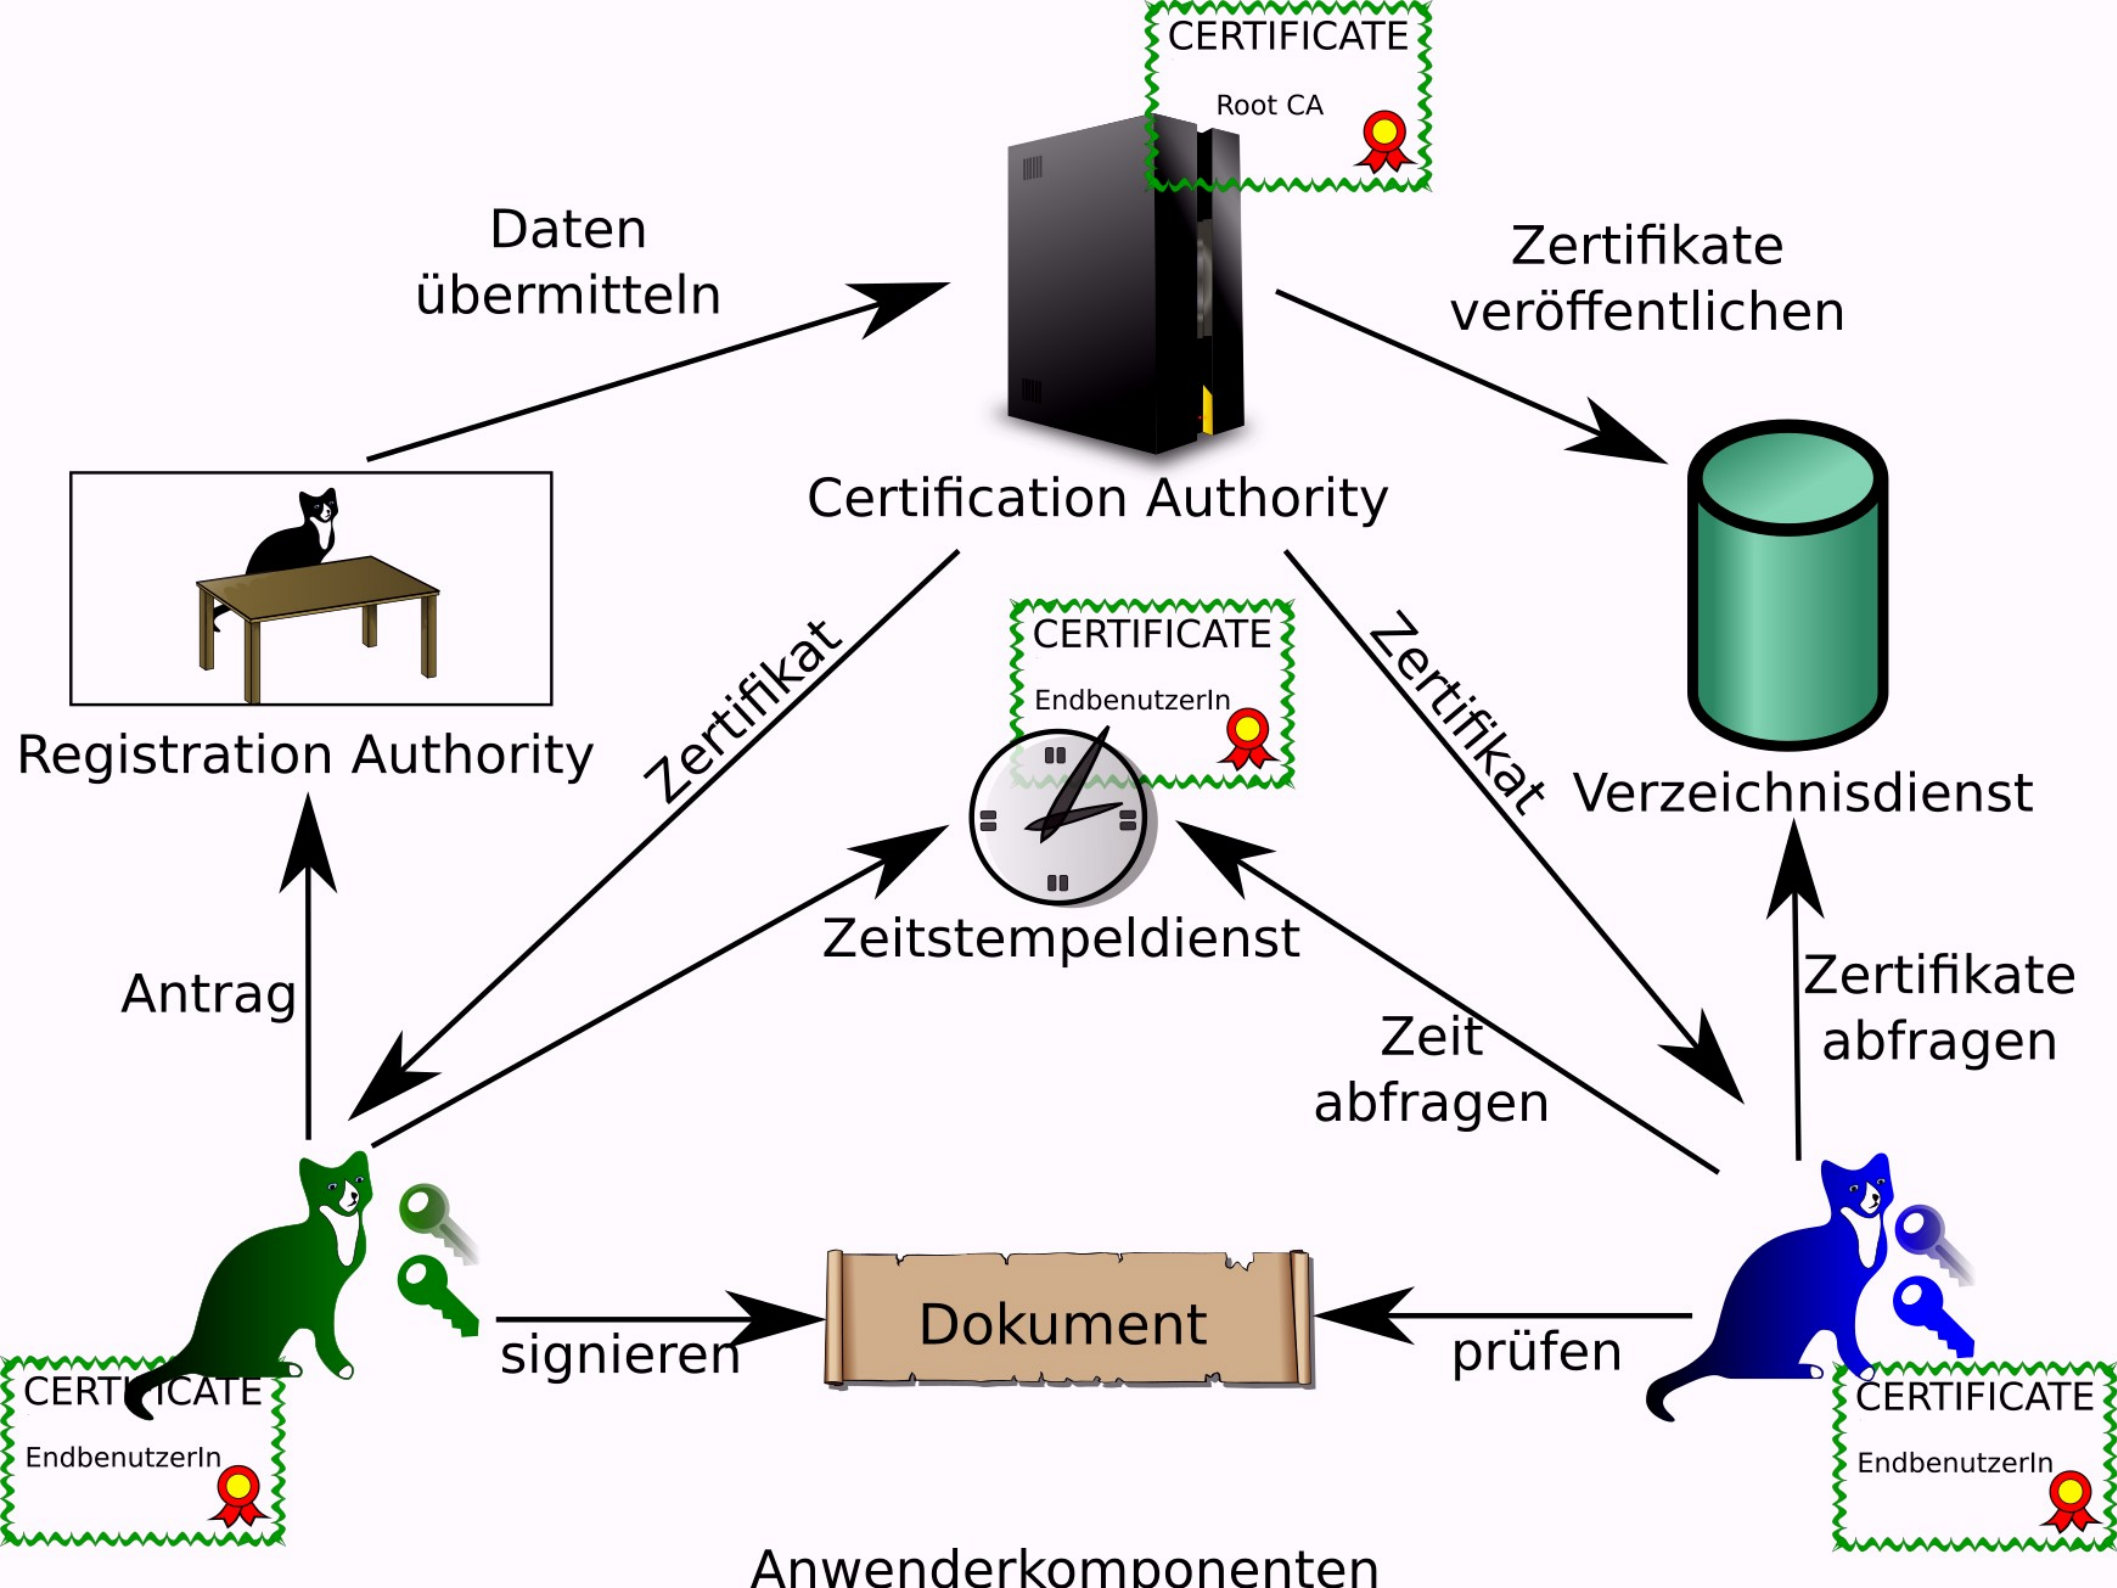 CERTIFICATE
Root CA
Daten
übermitteln
Zertifikate
veröffentlichen
Certification Authority
Registration Authority
Zertifikat
CERTIFICATE
EndbenutzerIn
Zertifikat
Verzeichnisdienst
Zeitstempeldienst
Antrag
Zertifikate
abfragen
Zeit
abfragen
signieren
Dokument
prüfen
CERTIFICATE
EndbenutzerIn
CERTIFICATE
EndbenutzerIn
Anwenderkomponenten